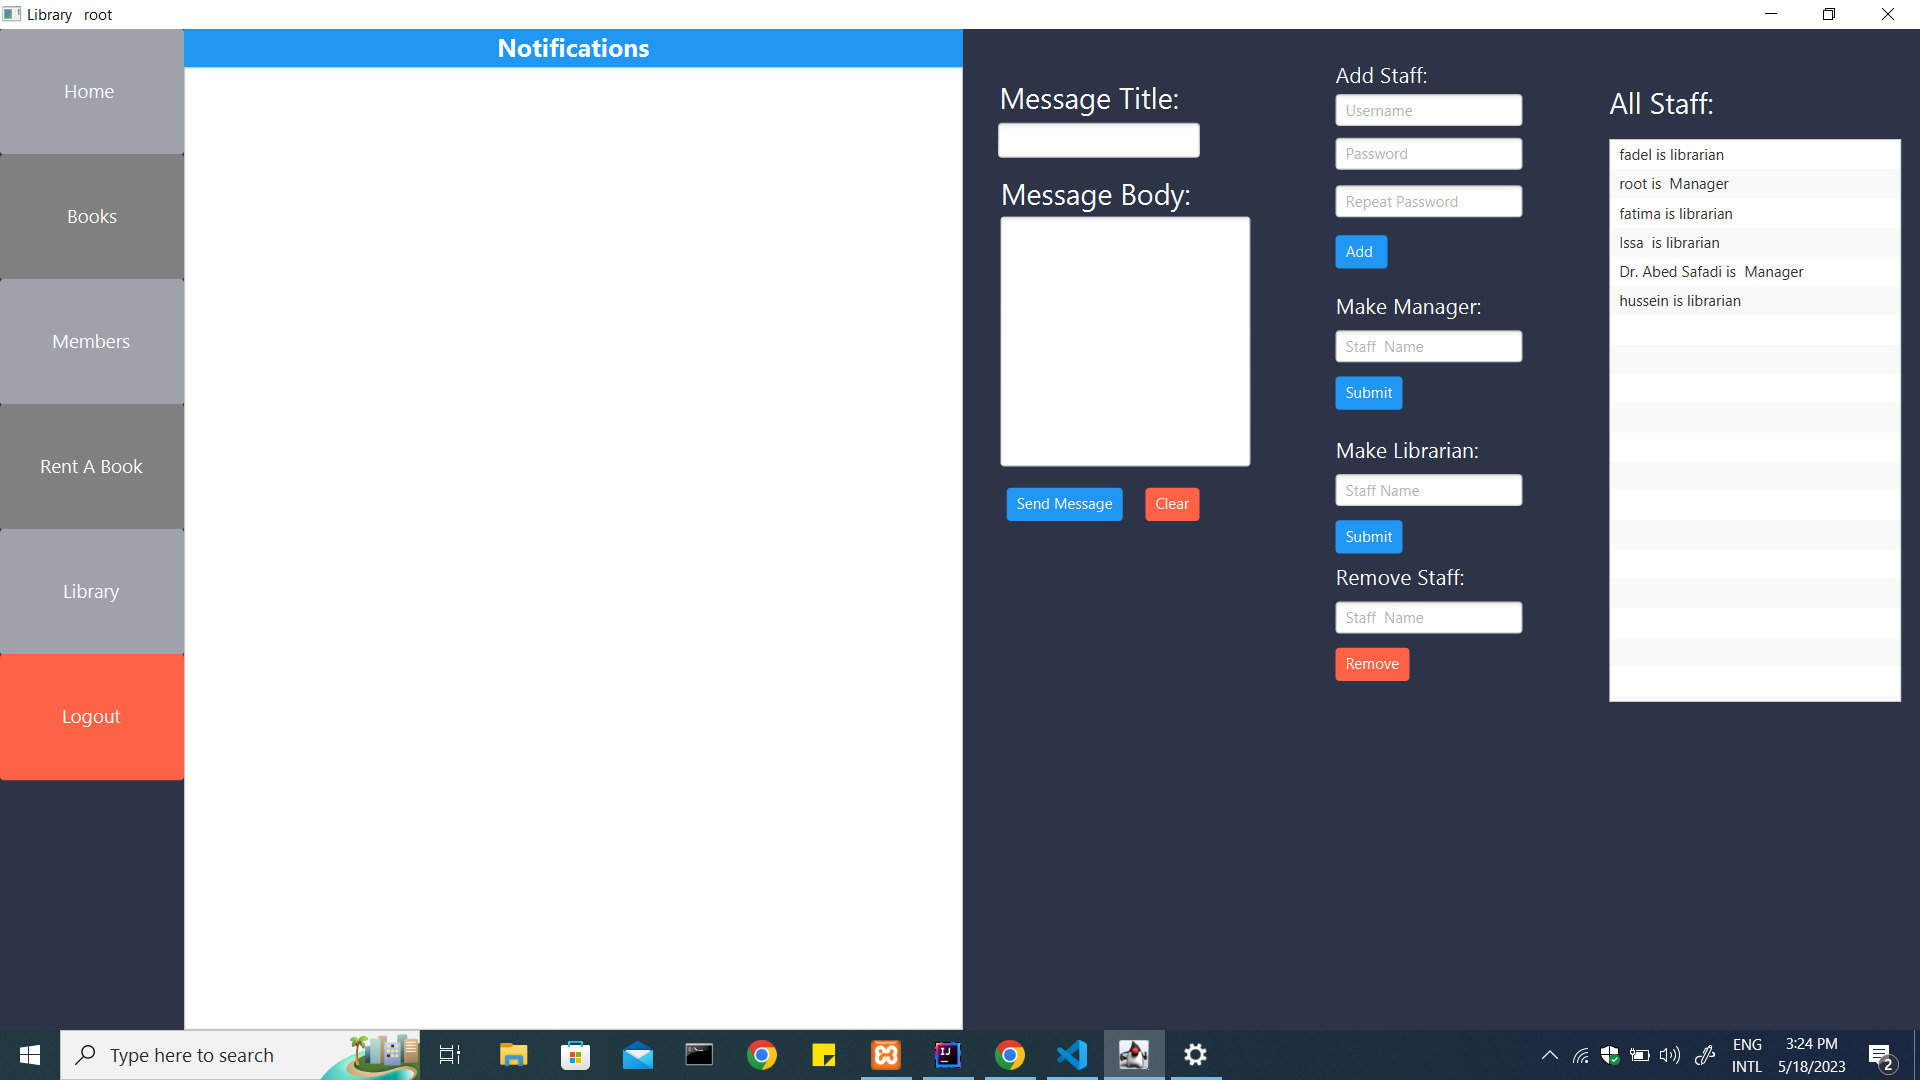 Library   root
Home
Books
Members
Rent A Book
Library
Logout
Notifications
Message Title:
Message Body:
Send Message
Clear
Add Staff:
Username
Password
Repeat Password
Add
Make Manager:
Staff  Name
Submit
Make Librarian:
Staff Name
Submit
Remove Staff:
Staff  Name
Remove
All Staff:
fadel is librarian
root is  Manager
fatima is librarian
Issa  is librarian
Dr. Abed Safadi is  Manager
hussein is librarian
Type here to search
IJ
ENG
INTL
3:24 PM
5/18/2023
2